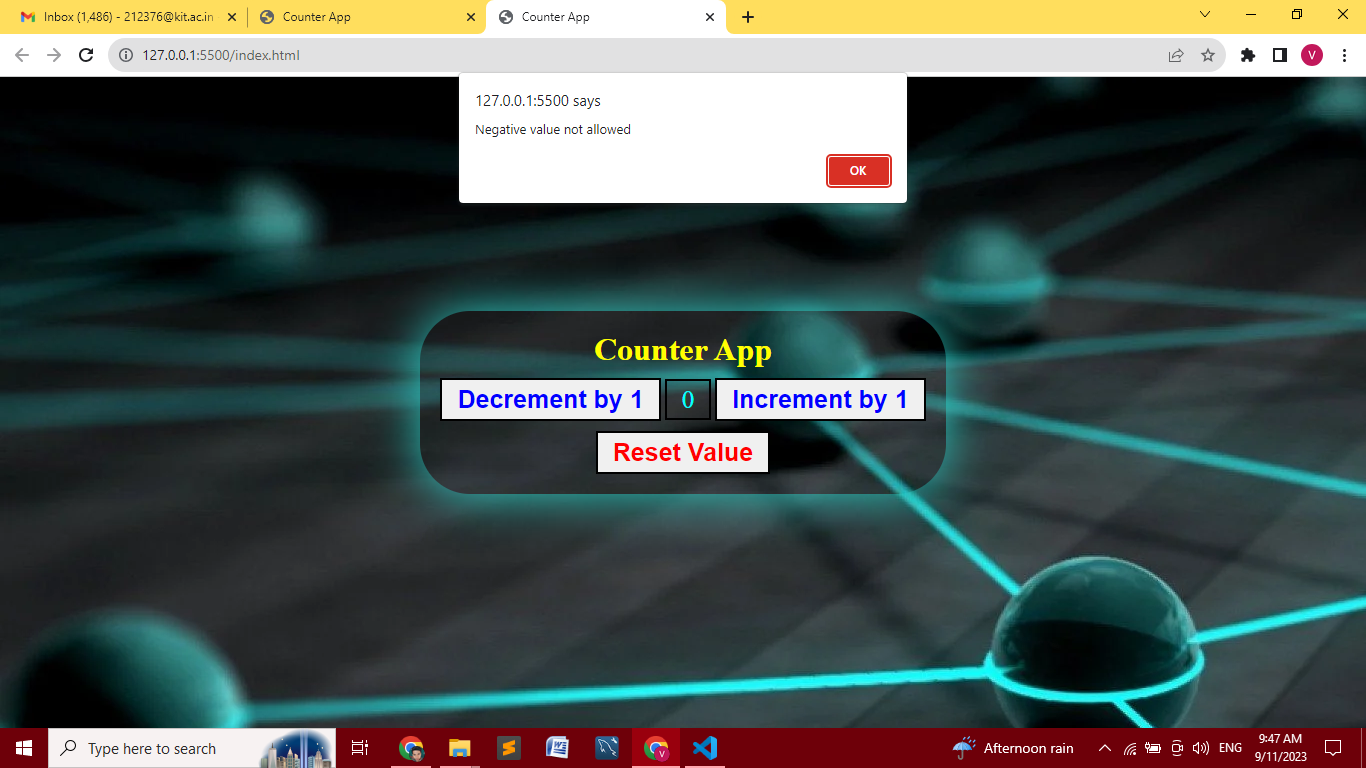 Inbox (1,486) - 212376@kit.ac.in
Counter App
Counter App
127.0.0.1:5500/index.html
V
127.0.0.1:5500 says
Negative value not allowed
OK
Counter App
Decrement by 1
0
Increment by 1
Reset Value
Type here to search
V
Afternoon rain
ENG
9:47 AM
9/11/2023